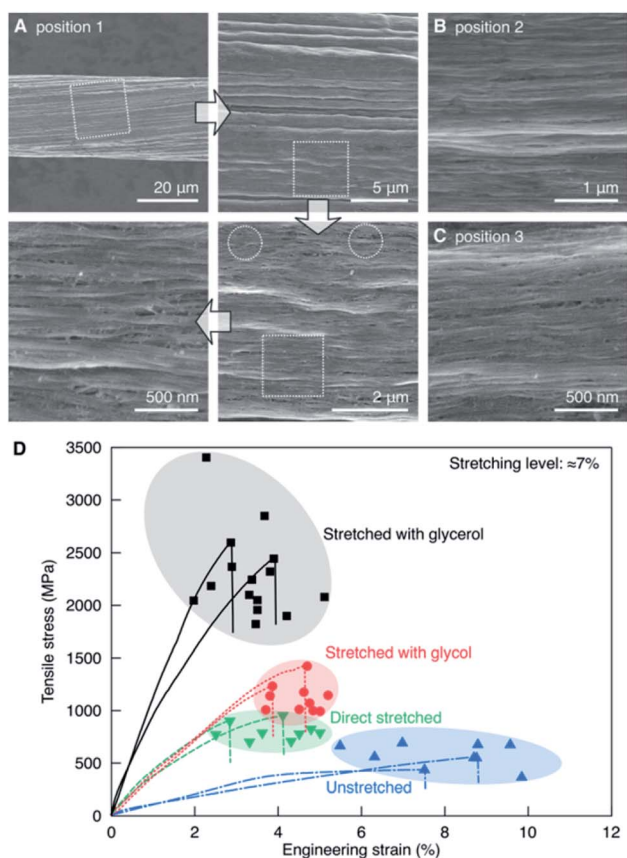 A position 1
20 µm
5 µm
B position 2
1 µm
500 nm
2 µm
C position 3
500 nm
D
Stretching level: ≈7%
Stretched with glycerol
Stretched with glycol
Direct stretched
Unstretched
Tensile stress (MPa)
3500
3000
2500
2000
1500
1000
500
0
0 2 4 6 8 10 12
Engineering strain (%)